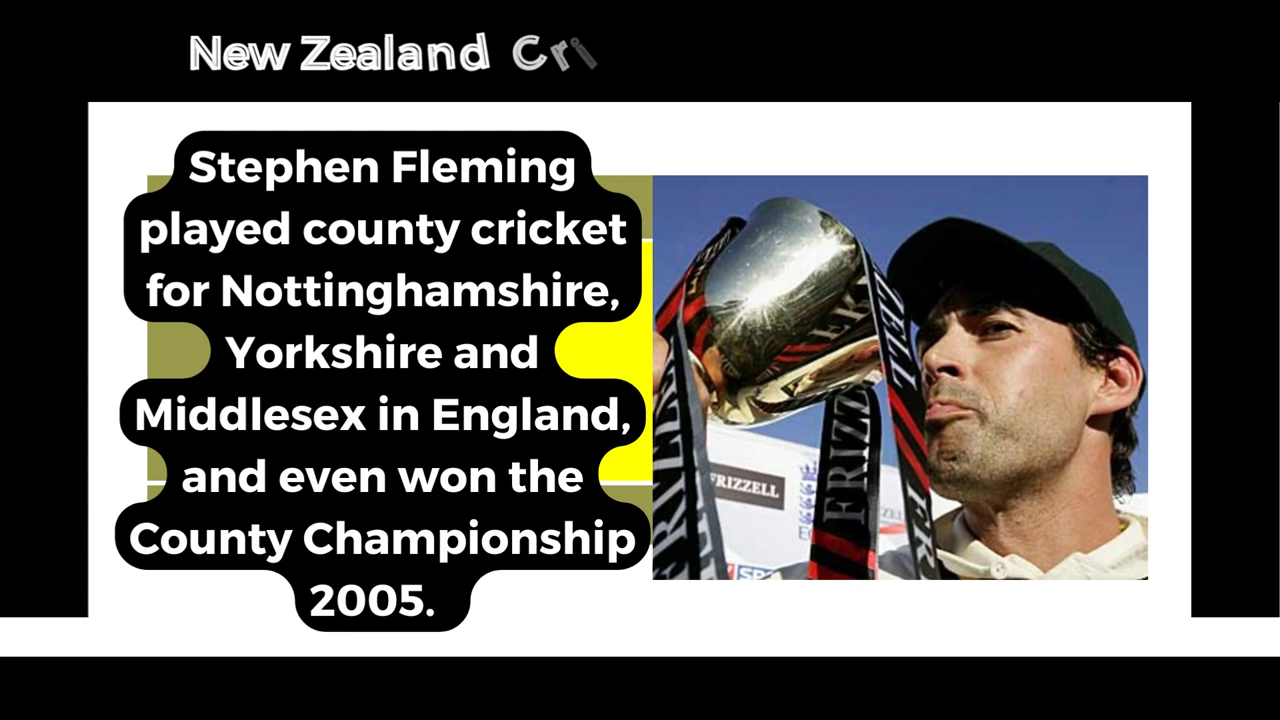 New Zealand Cri
Stephen Fleming
played county cricket
for Nottinghamshire,
Yorkshire and
Middlesex in England,
and even won the
County Championship
2005.
FRIZZELL
FRIZZ